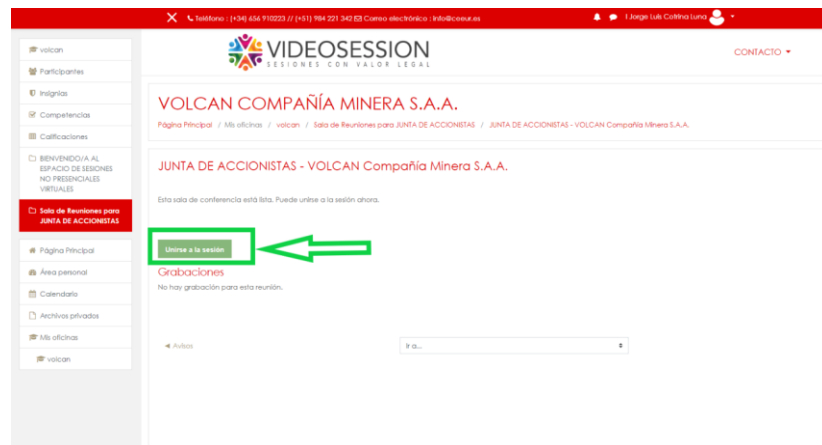 Teléfono : (+34) 656 910223 // (+51) 984 221 342 Correo electrónico : info@ceeur.es
1 Jorge Luis Cotrina Luna
VIDEOSESSION
SESIONES CON VALOR LEGAL
CONTACTO
volcan
Participantes
Insignias
Competencias
Calificaciones
BIENVENIDO/A AL
ESPACIO DE SESIONES
NO PRESENCIALES
VIRTUALES
Sala de Reuniones para
JUNTA DE ACCIONISTAS
Página Principal
Área personal
Calendario
Archivos privados
Mis oficinas
volcan
VOLCAN COMPAÑÍA MINERA S.A.A.
Página Principal / Mis oficinas / volcan / Sala de Reuniones para JUNTA DE ACCIONISTAS / JUNTA DE ACCIONISTAS - VOLCAN Compañía Minera S.A.A.
JUNTA DE ACCIONISTAS - VOLCAN Compañía Minera S.A.A.
Esta sala de conferencia está lista. Puede unirse a la sesión ahora.
Unirse a la sesión
Grabaciones
No hay grabación para esta reunión.
Avisos
Ir a...